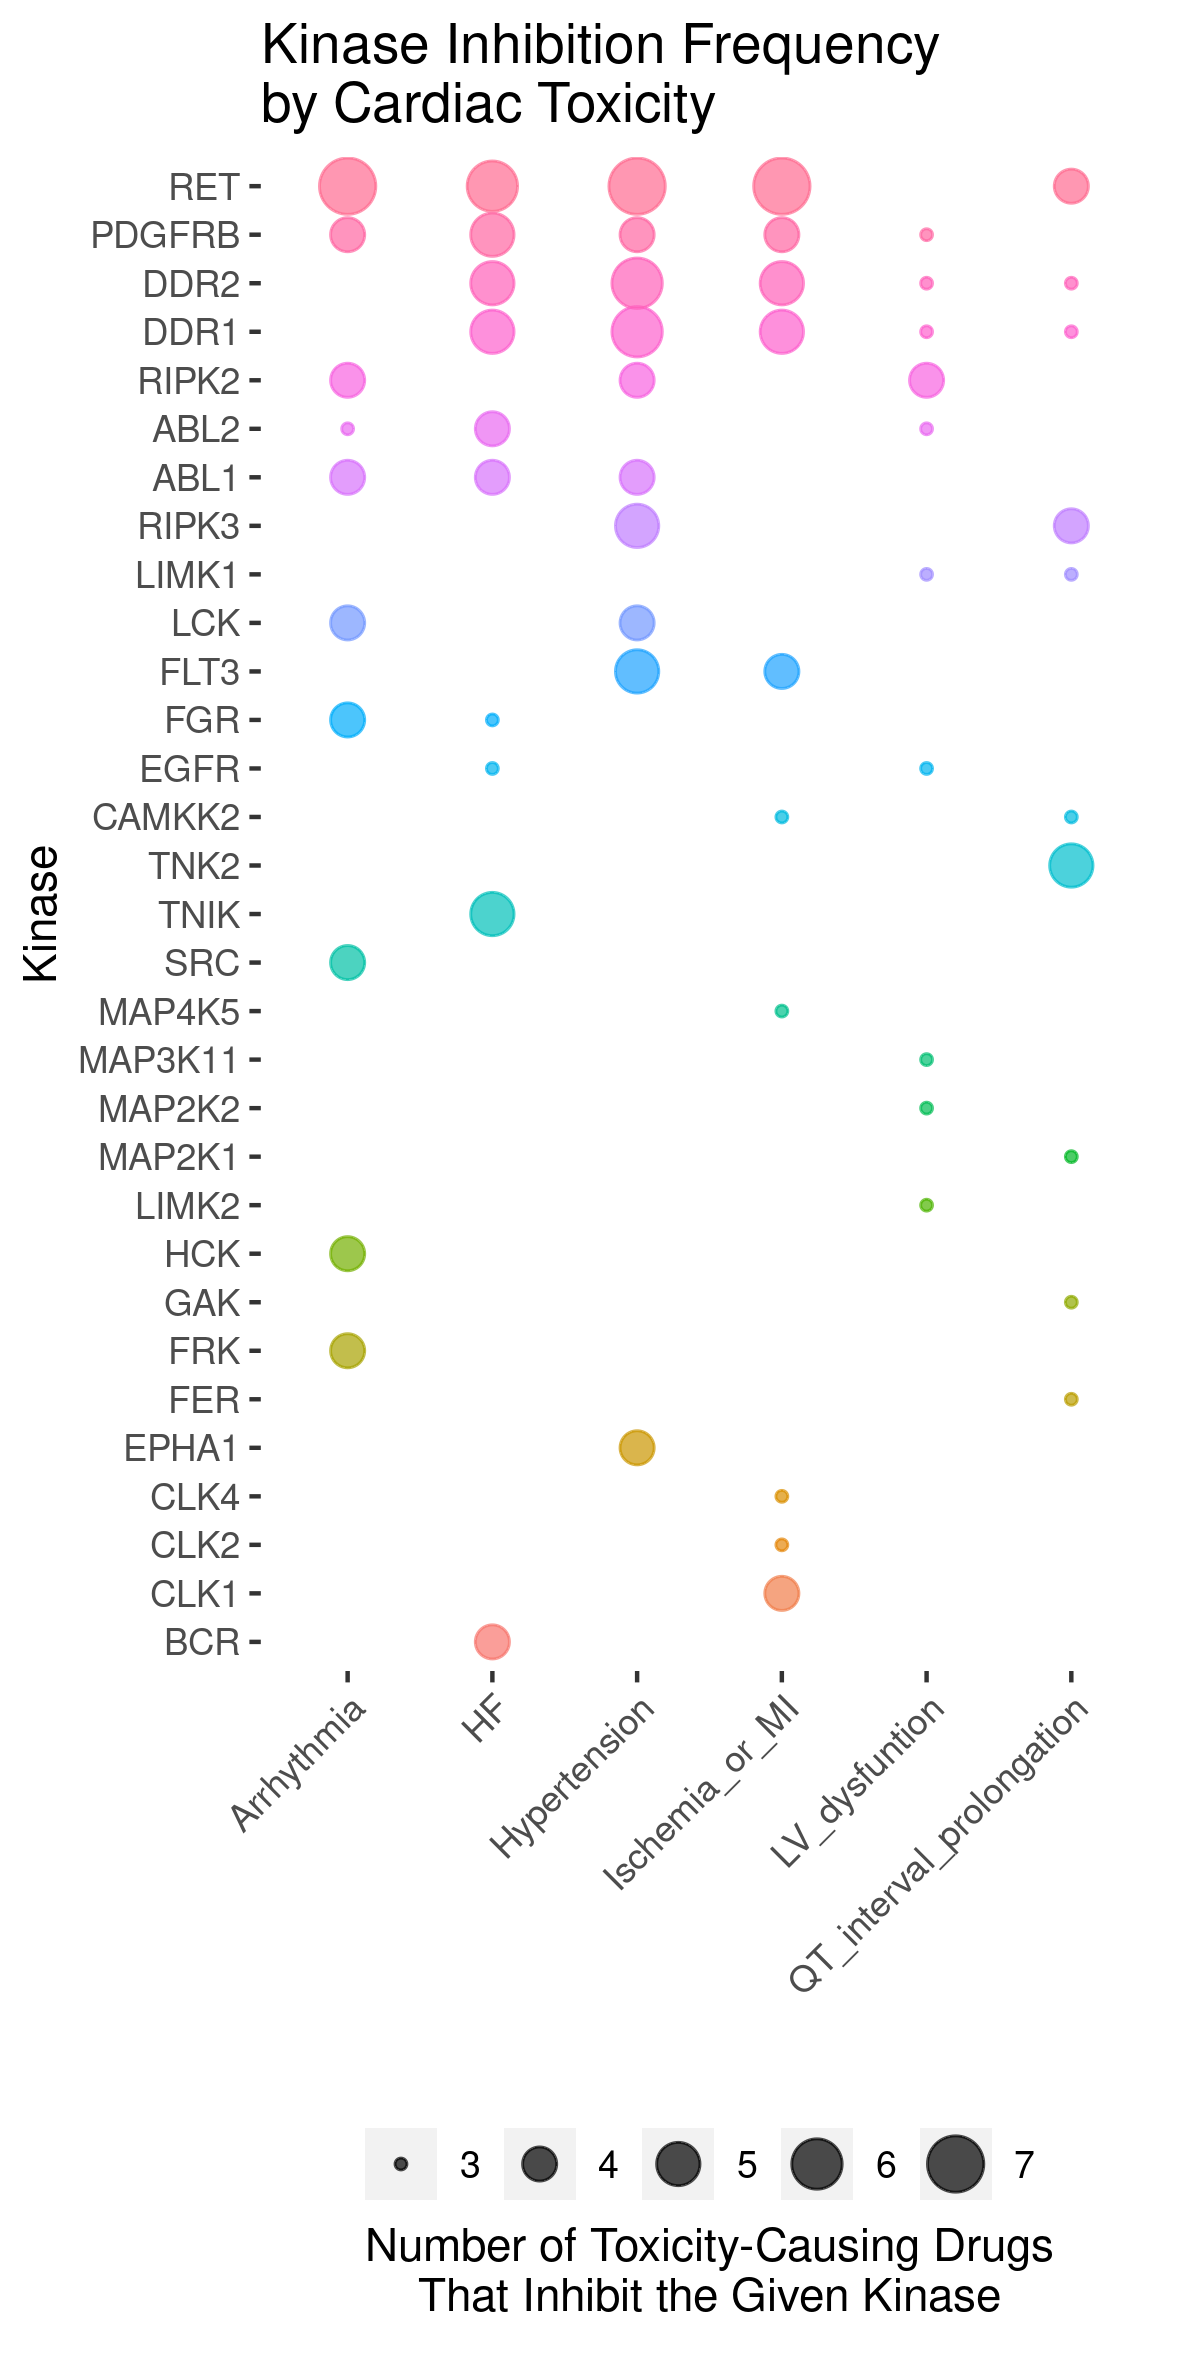 Kinase Inhibition Frequency
by Cardiac Toxicity
Kinase
RET
PDGFRB
DDR2
DDR1
RIPK2
ABL2
ABL1
RIPK3
LIMK1
LCK
FLT3
FGR
EGFR
CAMKK2
TNK2
TNIK
SRC
MAP4K5
MAP3K11
MAP2K2
MAP2K1
LIMK2
HCK
GAK
FRK
FER
EPHA1
CLK4
CLK2
CLK1
BCR
Arrhythmia
HF
Hypertension
Ischemia_or_MI
LV_dysfuntion
QT_interval_prolongation
3 4 5 6 7
Number of Toxicity-Causing Drugs
That Inhibit the Given Kinase